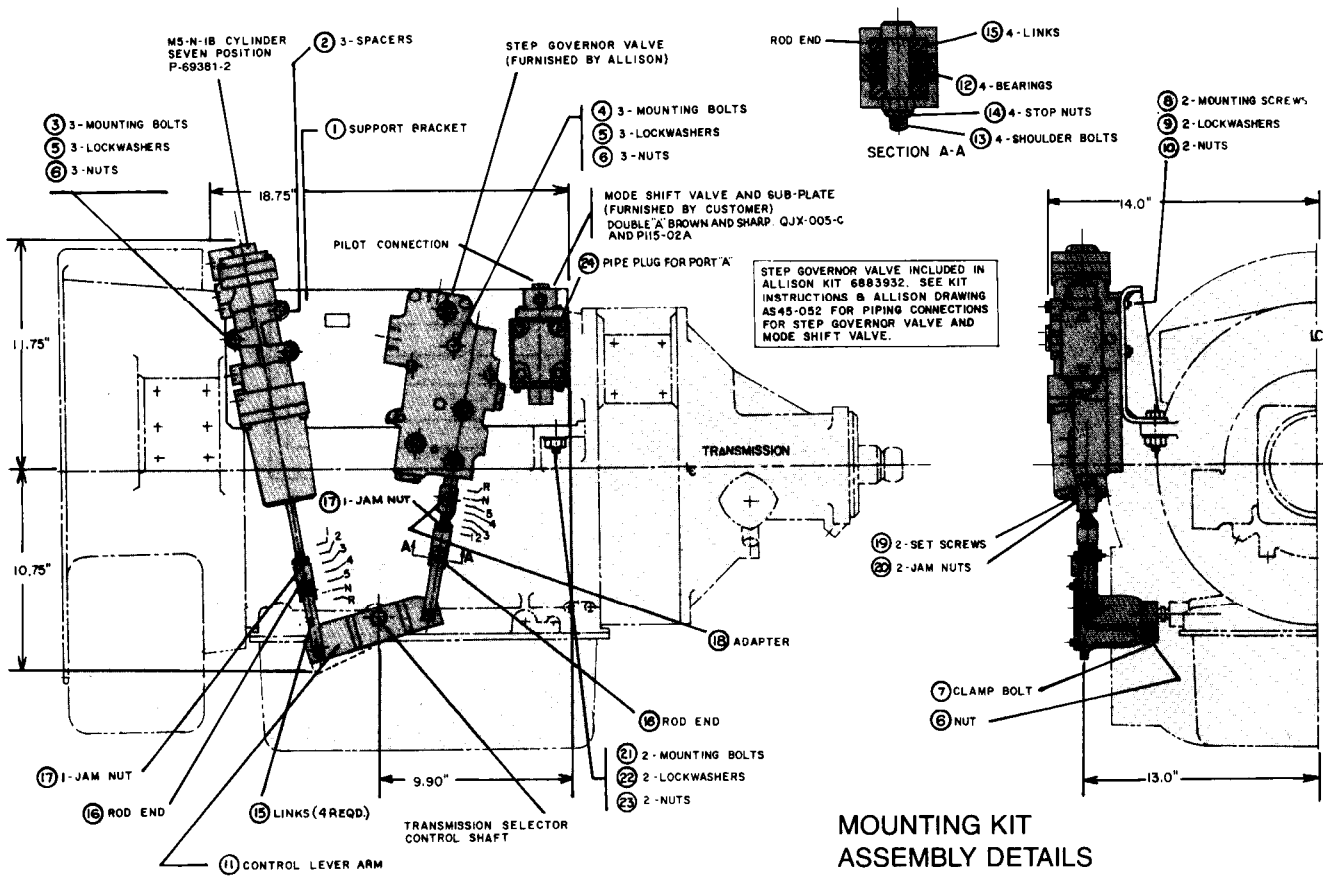 M5-N-1B CYLINDER
SEVEN POSITION
P-69381-2
② 3-SPACERS
STEP GOVERNOR VALVE
(FURNISHED BY ALLISON)
③ 3-MOUNTING BOLTS
⑤ 3-LOCKWASHERS
⑥ 3-NUTS
① SUPPORT BRACKET
④ 3-MOUNTING BOLTS
⑤ 3-LOCKWASHERS
⑥ 3-NUTS
ROD END
⑮ 4-LINKS
⑫ 4-BEARINGS
⑭ 4-STOP NUTS
⑬ 4-SHOULDER BOLTS
SECTION A-A
⑧ 2-MOUNTING SCREWS
⑨ 2-LOCKWASHERS
⑩ 2-NUTS
18.75"
14.0"
MODE SHIFT VALVE AND SUB-PLATE
(FURNISHED BY CUSTOMER)
DOUBLE "A" BROWN AND SHARP. QJX-005-C
AND P115-02A
PILOT CONNECTION
㉔ PIPE PLUG FOR PORT "A"
STEP GOVERNOR VALVE INCLUDED IN
ALLISON KIT 6883932. SEE KIT
INSTRUCTIONS & ALLISON DRAWING
AS45-052 FOR PIPING CONNECTIONS
FOR STEP GOVERNOR VALVE AND
MODE SHIFT VALVE.
11.75"
TRANSMISSION
⑰ 1-JAM NUT
R
N
5
4
3
2
A
A
10.75"
2
3
4
5
N
R
⑲ 2-SET SCREWS
⑳ 2-JAM NUTS
⑱ ADAPTER
⑦ CLAMP BOLT
⑥ NUT
⑯ ROD END
㉑ 2-MOUNTING BOLTS
㉒ 2-LOCKWASHERS
㉓ 2-NUTS
⑰ 1-JAM NUT
⑯ ROD END
⑮ LINKS (4 REQD.)
9.90"
13.0"
TRANSMISSION SELECTOR
CONTROL SHAFT
⑪ CONTROL LEVER ARM
MOUNTING KIT
ASSEMBLY DETAILS